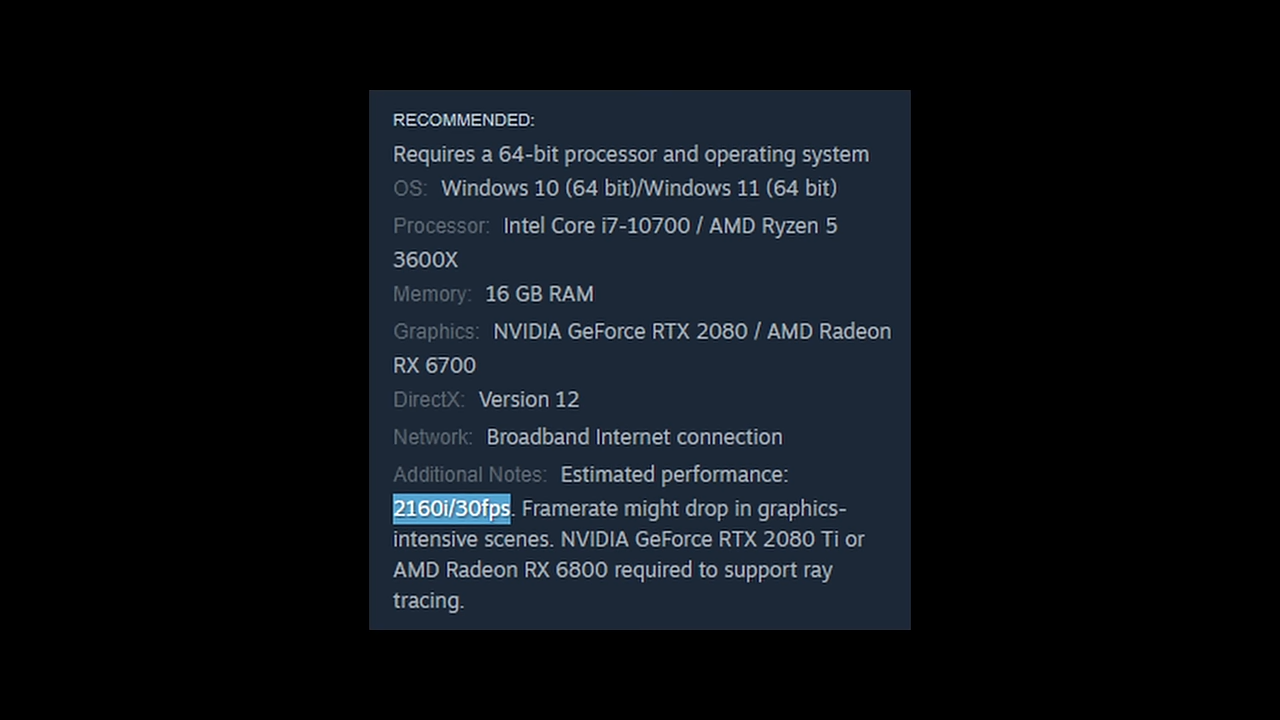 RECOMMENDED:
Requires a 64-bit processor and operating system
OS: Windows 10 (64 bit)/Windows 11 (64 bit)
Processor: Intel Core i7-10700 / AMD Ryzen 5
3600X
Memory: 16 GB RAM
Graphics: NVIDIA GeForce RTX 2080 / AMD Radeon
RX 6700
DirectX: Version 12
Network: Broadband Internet connection
Additional Notes: Estimated performance:
2160i/30fps. Framerate might drop in graphics-
intensive scenes. NVIDIA GeForce RTX 2080 Ti or
AMD Radeon RX 6800 required to support ray
tracing.